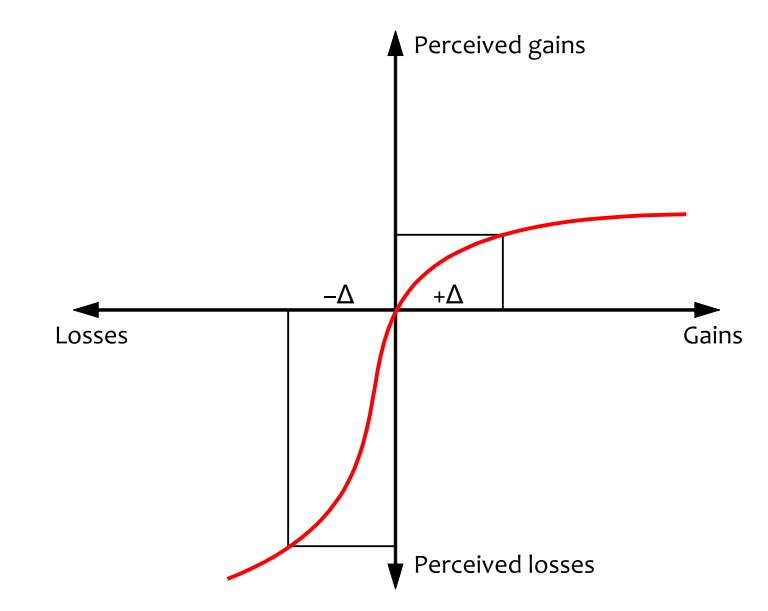 Perceived gains
–Δ
+Δ
Losses
Gains
Perceived losses